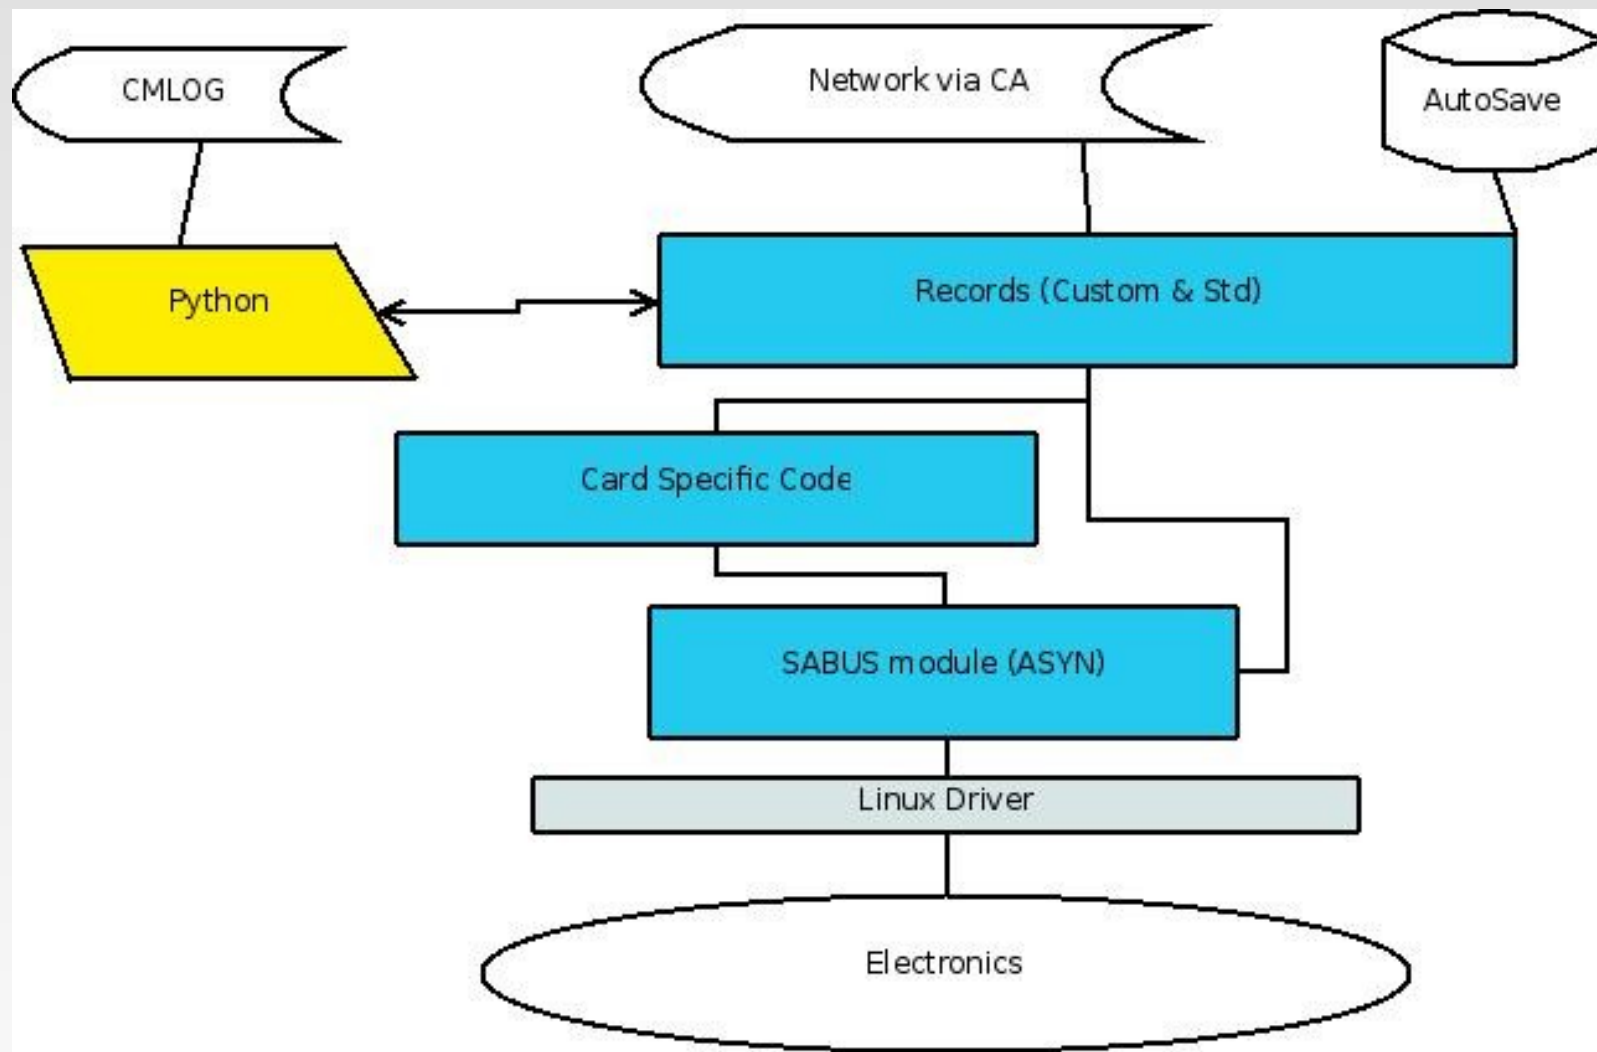 CMLOG
Network via CA
AutoSave
Python
Records (Custom & Std)
Card Specific Code
SABUS module (ASYN)
Linux Driver
Electronics